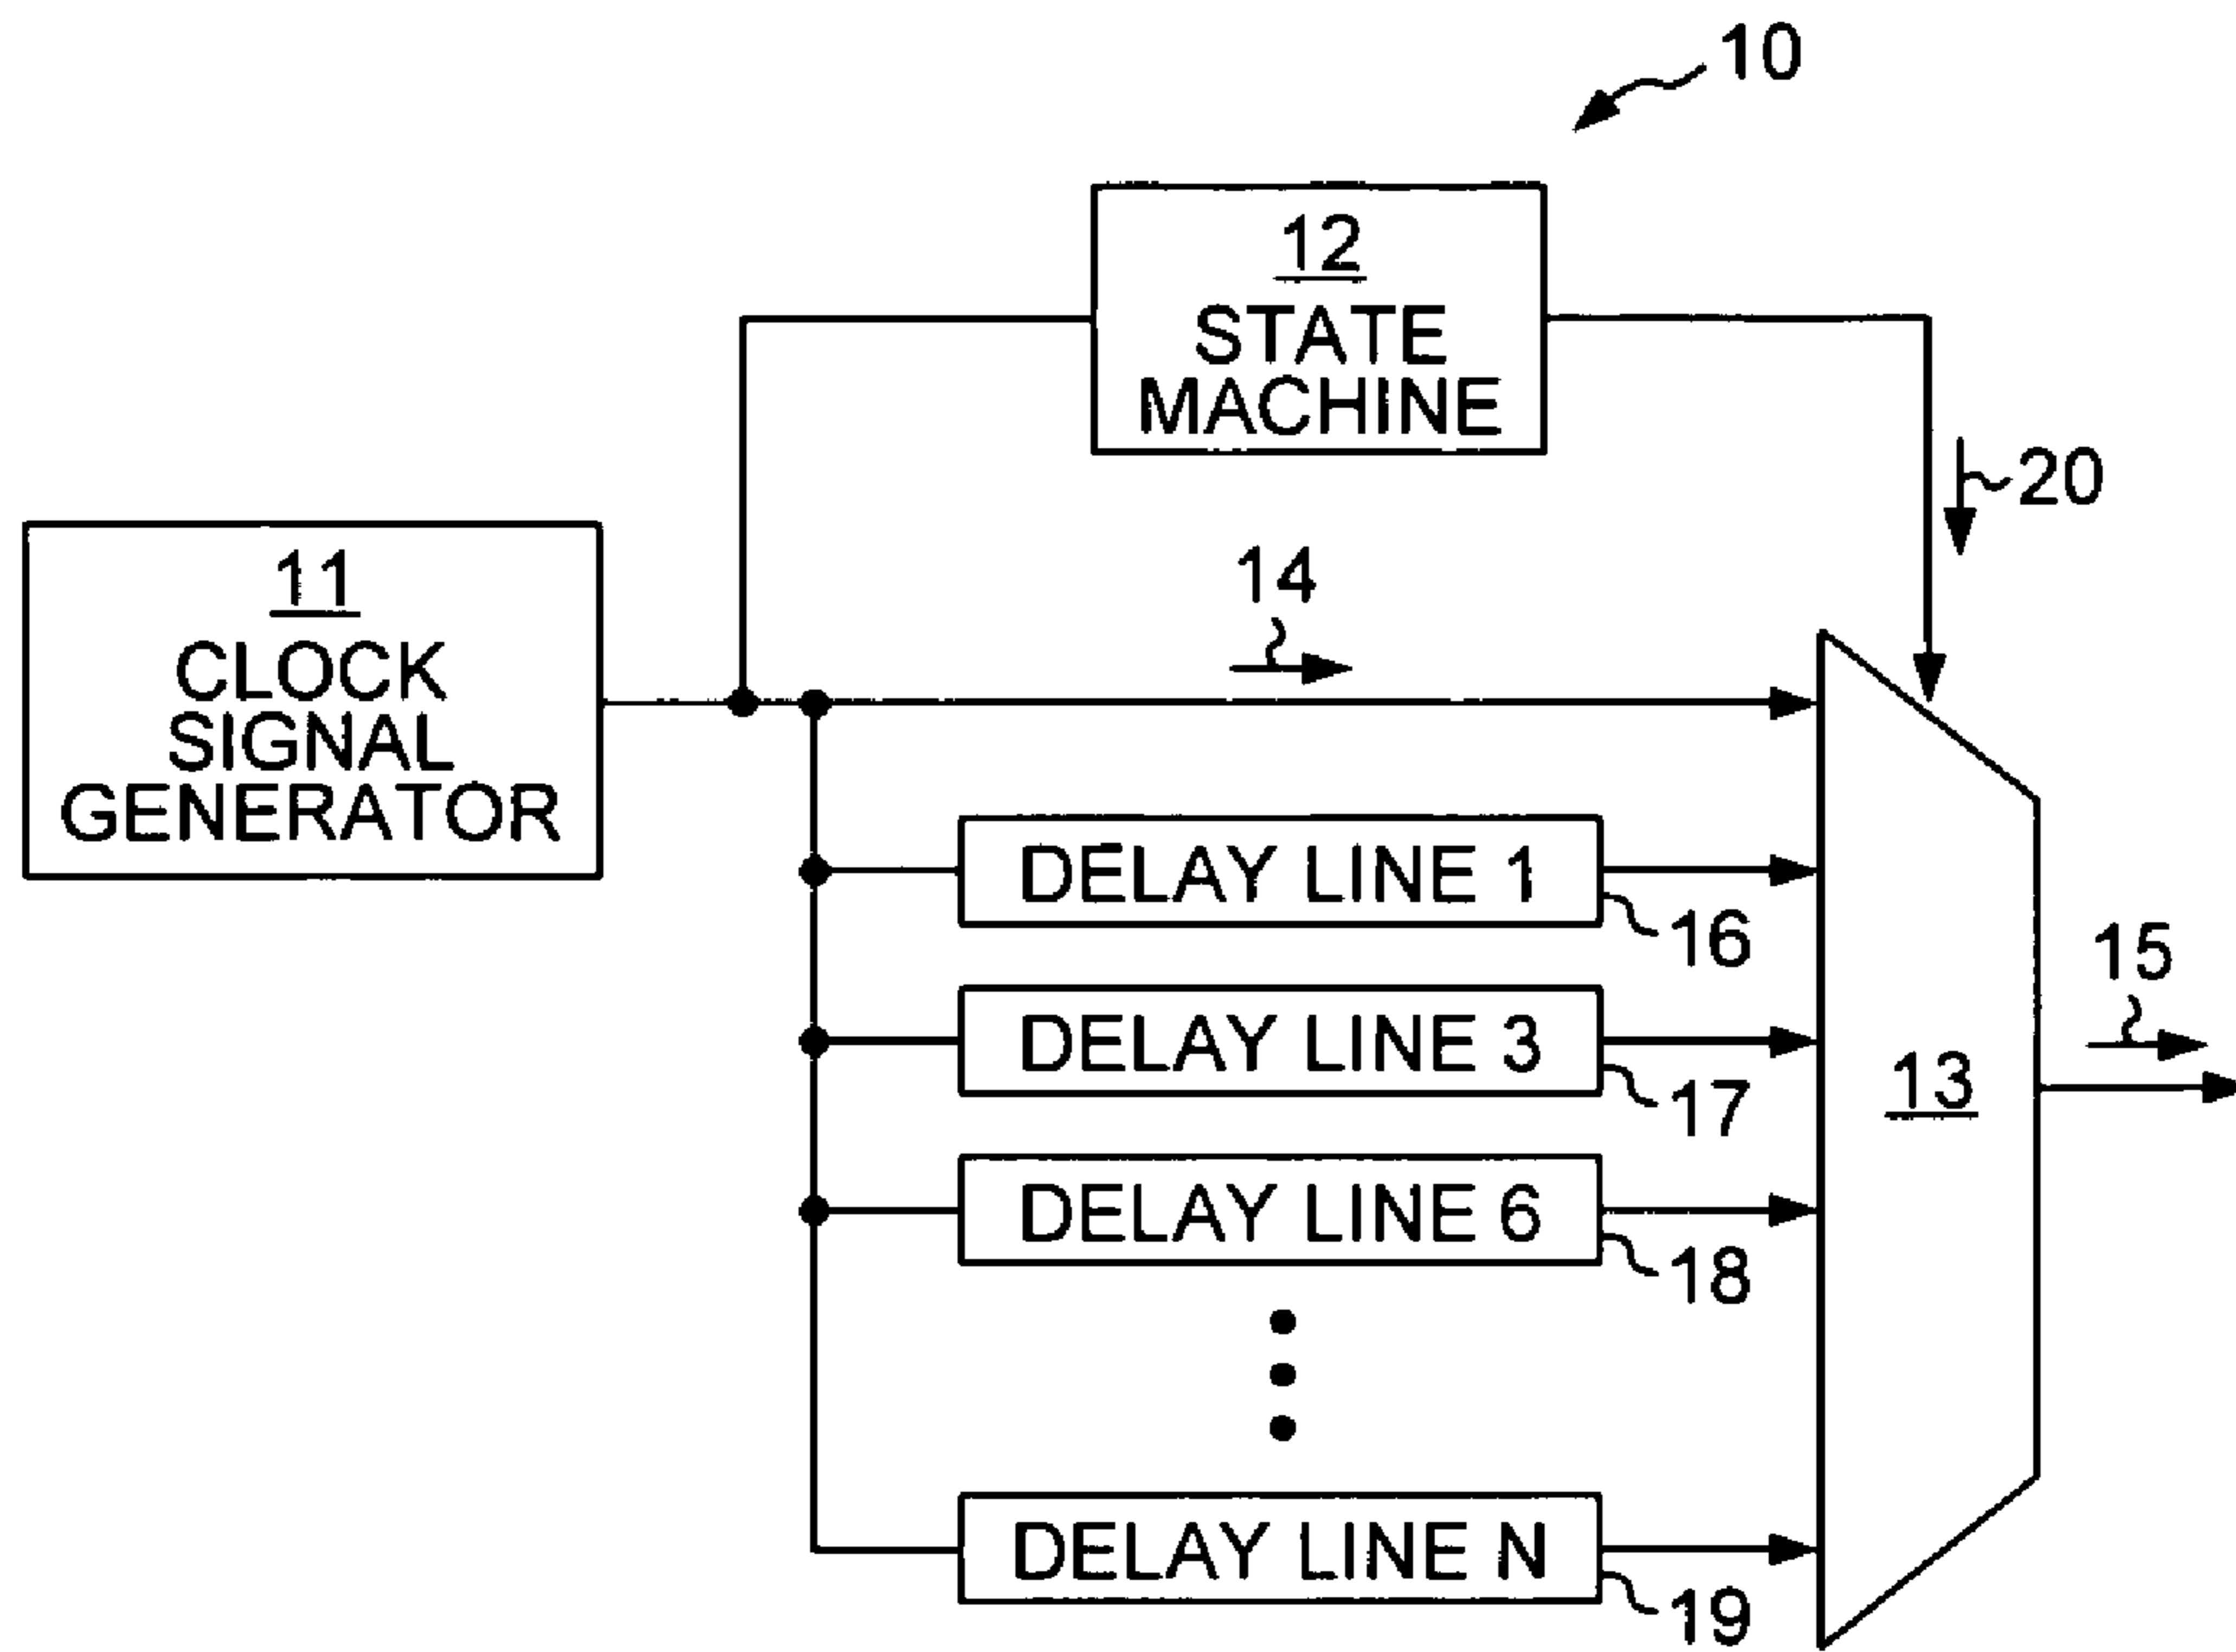 10
12
STATE
MACHINE
20
14
11
CLOCK
SIGNAL
GENERATOR
DELAY LINE 1
16
15
DELAY LINE 3
17
13
DELAY LINE 6
18
DELAY LINE N
19